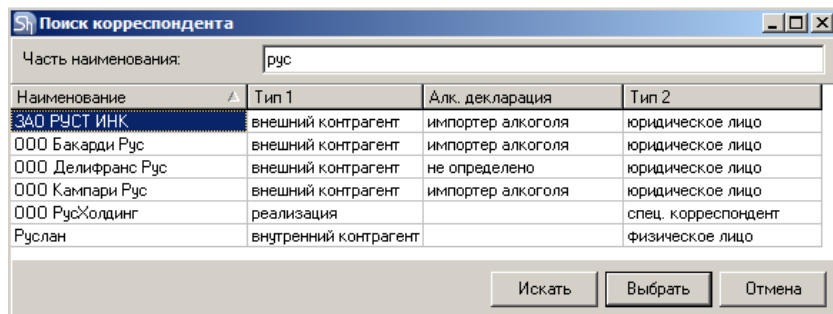 Sh Поиск корреспондента
Часть наименования: рус
Наименование Тип 1 Алк. декларация Тип 2
ЗАО РУСТ ИНК внешний контрагент импортер алкоголя юридическое лицо
ООО Бакарди Рус внешний контрагент импортер алкоголя юридическое лицо
ООО Делифранс Рус внешний контрагент не определено юридическое лицо
ООО Кампари Рус внешний контрагент импортер алкоголя юридическое лицо
ООО РусХолдинг реализация спец. корреспондент
Руслан внутренний контрагент физическое лицо
Искать Выбрать Отмена